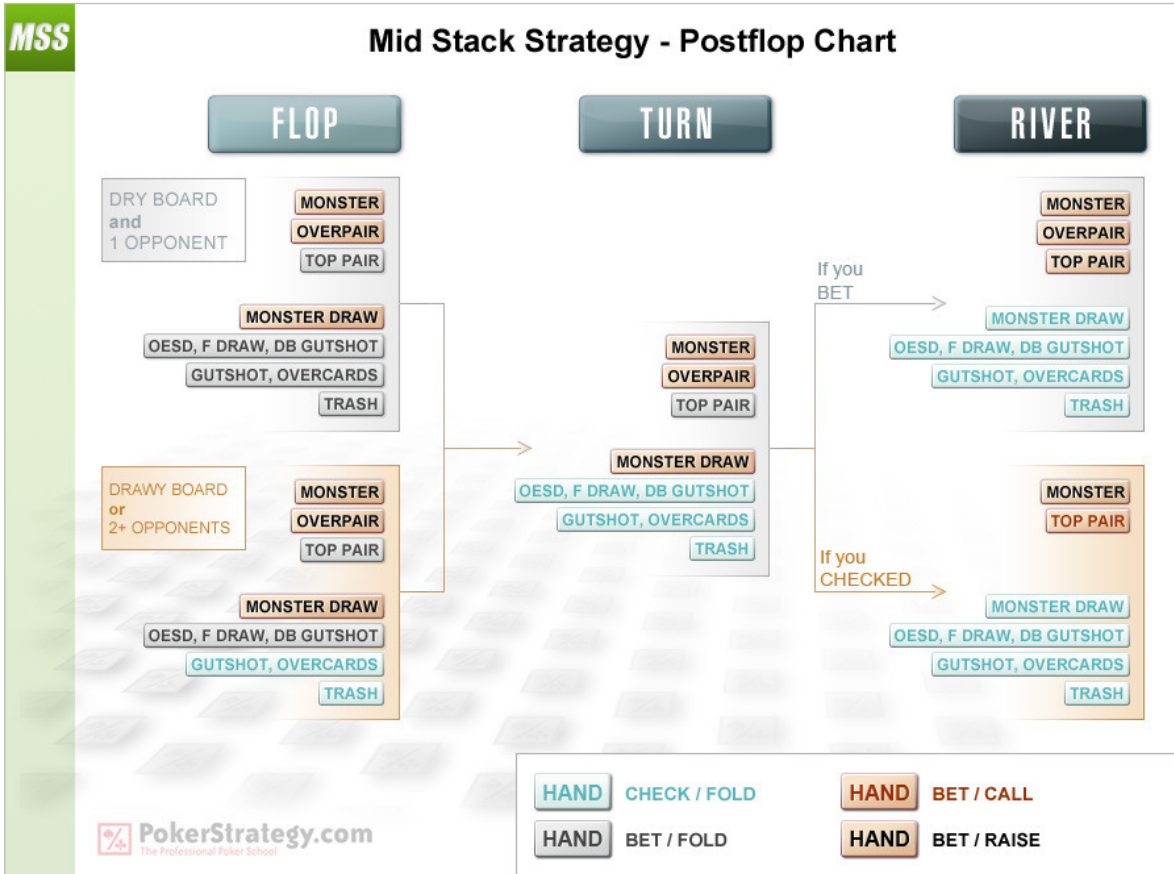 MSS
Mid Stack Strategy - Postflop Chart
FLOP
TURN
RIVER
DRY BOARD
and
1 OPPONENT
MONSTER
OVERPAIR
TOP PAIR
MONSTER DRAW
OESD, F DRAW, DB GUTSHOT
GUTSHOT, OVERCARDS
TRASH
DRAWY BOARD
or
2+ OPPONENTS
MONSTER
OVERPAIR
TOP PAIR
MONSTER DRAW
OESD, F DRAW, DB GUTSHOT
GUTSHOT, OVERCARDS
TRASH
MONSTER
OVERPAIR
TOP PAIR
MONSTER DRAW
OESD, F DRAW, DB GUTSHOT
GUTSHOT, OVERCARDS
TRASH
If you
BET
MONSTER
OVERPAIR
TOP PAIR
MONSTER DRAW
OESD, F DRAW, DB GUTSHOT
GUTSHOT, OVERCARDS
TRASH
If you
CHECKED
MONSTER
TOP PAIR
MONSTER DRAW
OESD, F DRAW, DB GUTSHOT
GUTSHOT, OVERCARDS
TRASH
HAND CHECK / FOLD
HAND BET / CALL
HAND BET / FOLD
HAND BET / RAISE
PokerStrategy.com
The Professional Poker School